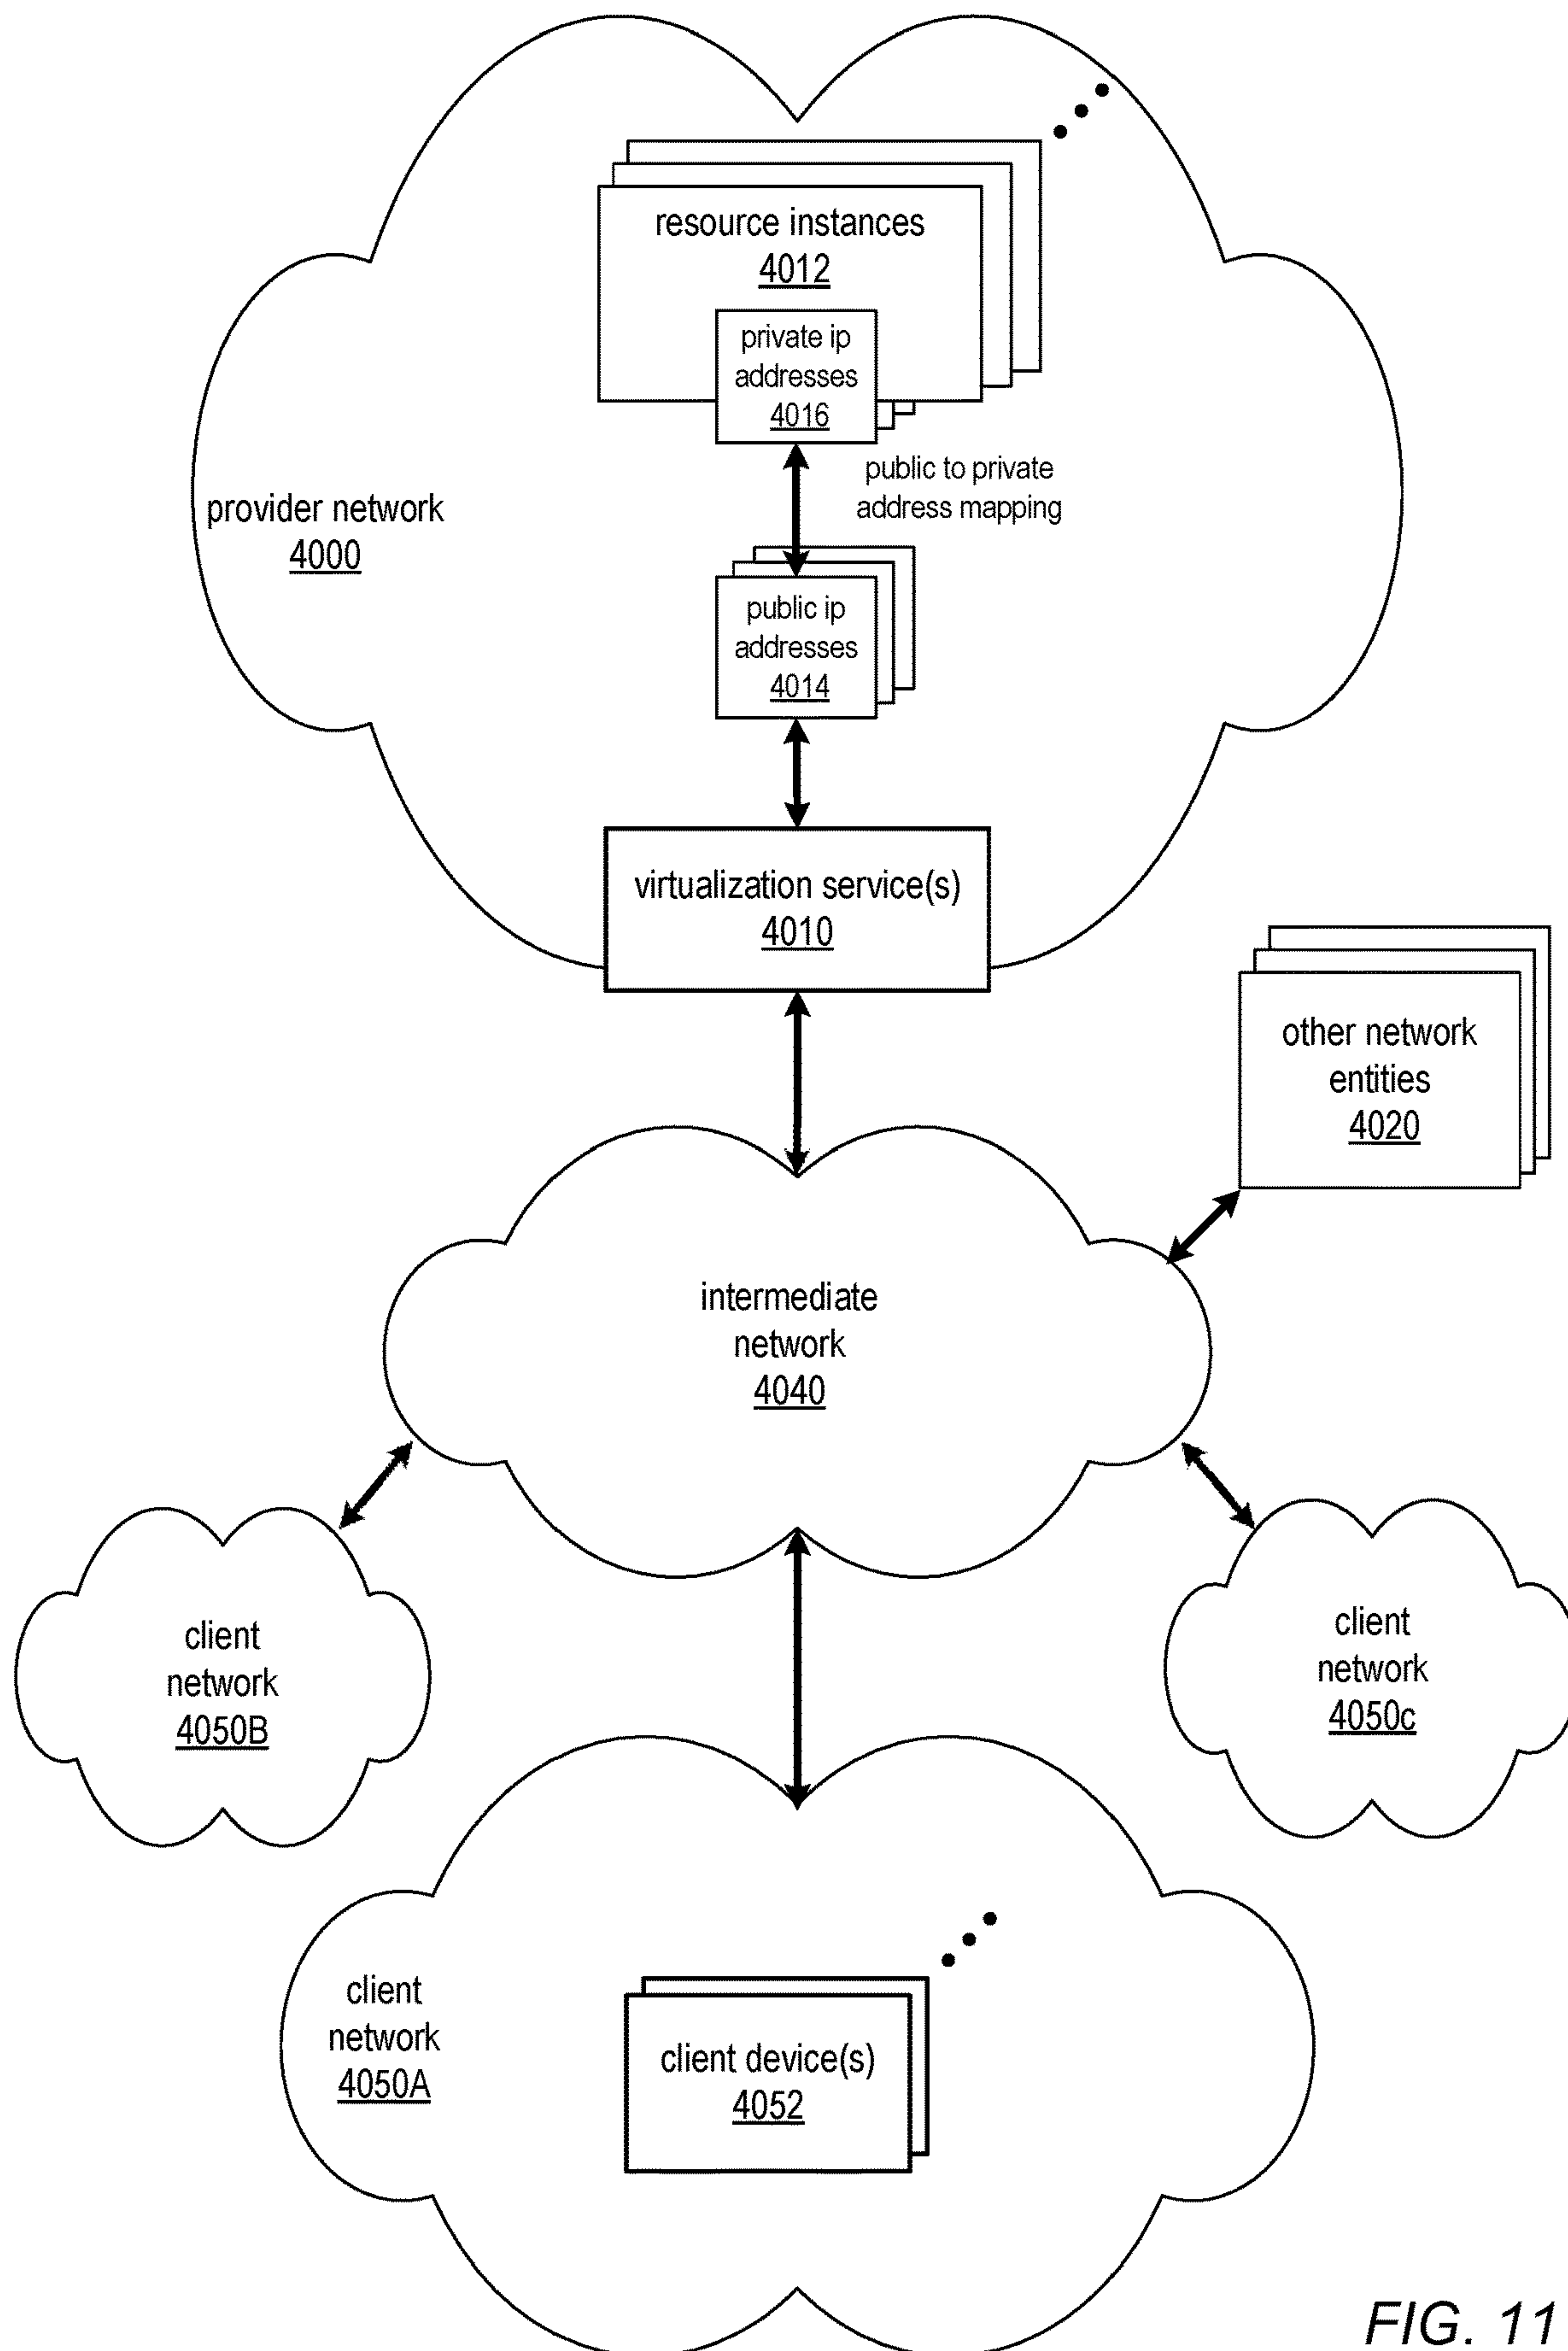 resource instances
4012
private ip
addresses
4016
public to private
address mapping
provider network
4000
public ip
addresses
4014
virtualization service(s)
4010
other network
entities
4020
intermediate
network
4040
client
network
4050B
client
network
4050c
client
network
4050A
client device(s)
4052
FIG. 11